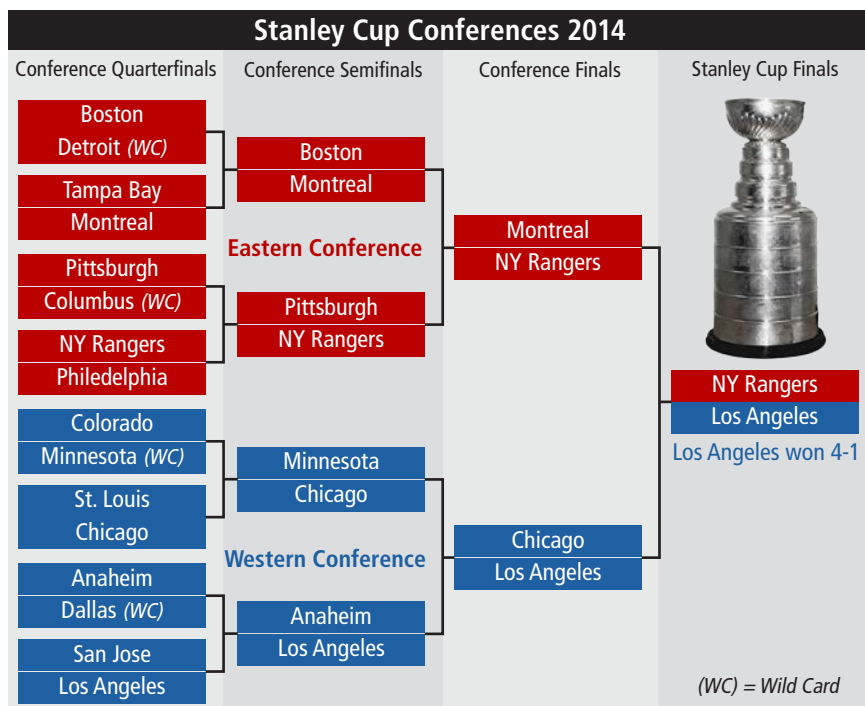 Stanley Cup Conferences 2014
Conference Quarterfinals
Conference Semifinals
Conference Finals
Stanley Cup Finals
Boston
Detroit (WC)
Tampa Bay
Montreal
Pittsburgh
Columbus (WC)
NY Rangers
Philedelphia
Colorado
Minnesota (WC)
St. Louis
Chicago
Anaheim
Dallas (WC)
San Jose
Los Angeles
Boston
Montreal
Eastern Conference
Pittsburgh
NY Rangers
Minnesota
Chicago
Western Conference
Anaheim
Los Angeles
Montreal
NY Rangers
Chicago
Los Angeles
NY Rangers
Los Angeles
Los Angeles won 4-1
(WC) = Wild Card